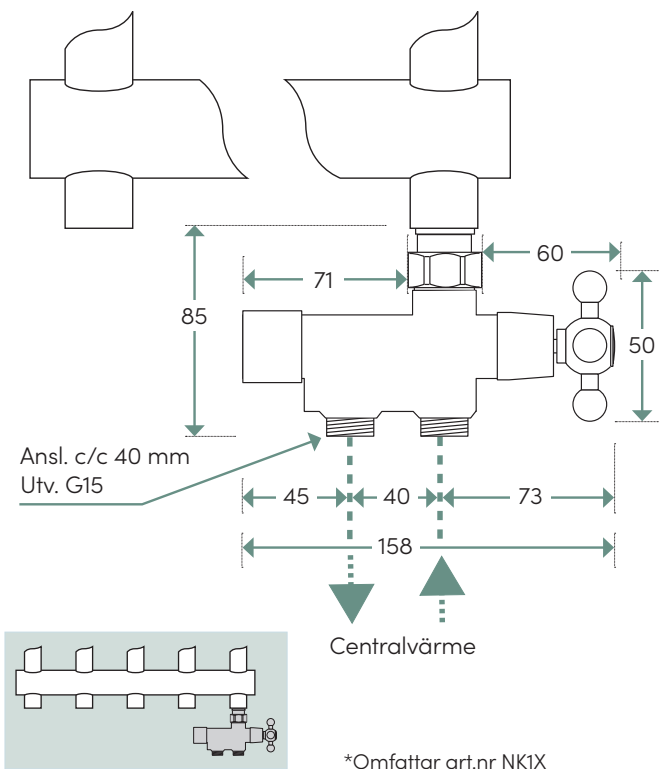 60
71
85
50
Ansl. c/c 40 mm
Utv. G15
45 40 73
158
Centralvärme
*Omfattar art.nr NK1X